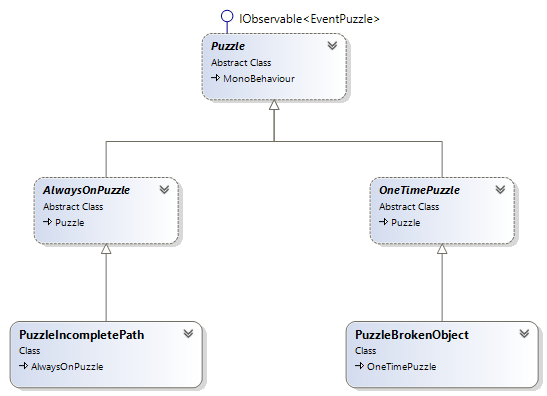 IObservable<EventPuzzle>
Puzzle
Abstract Class
MonoBehaviour
AlwaysOnPuzzle
Abstract Class
Puzzle
OneTimePuzzle
Abstract Class
Puzzle
PuzzleIncompletePath
Class
AlwaysOnPuzzle
PuzzleBrokenObject
Class
OneTimePuzzle